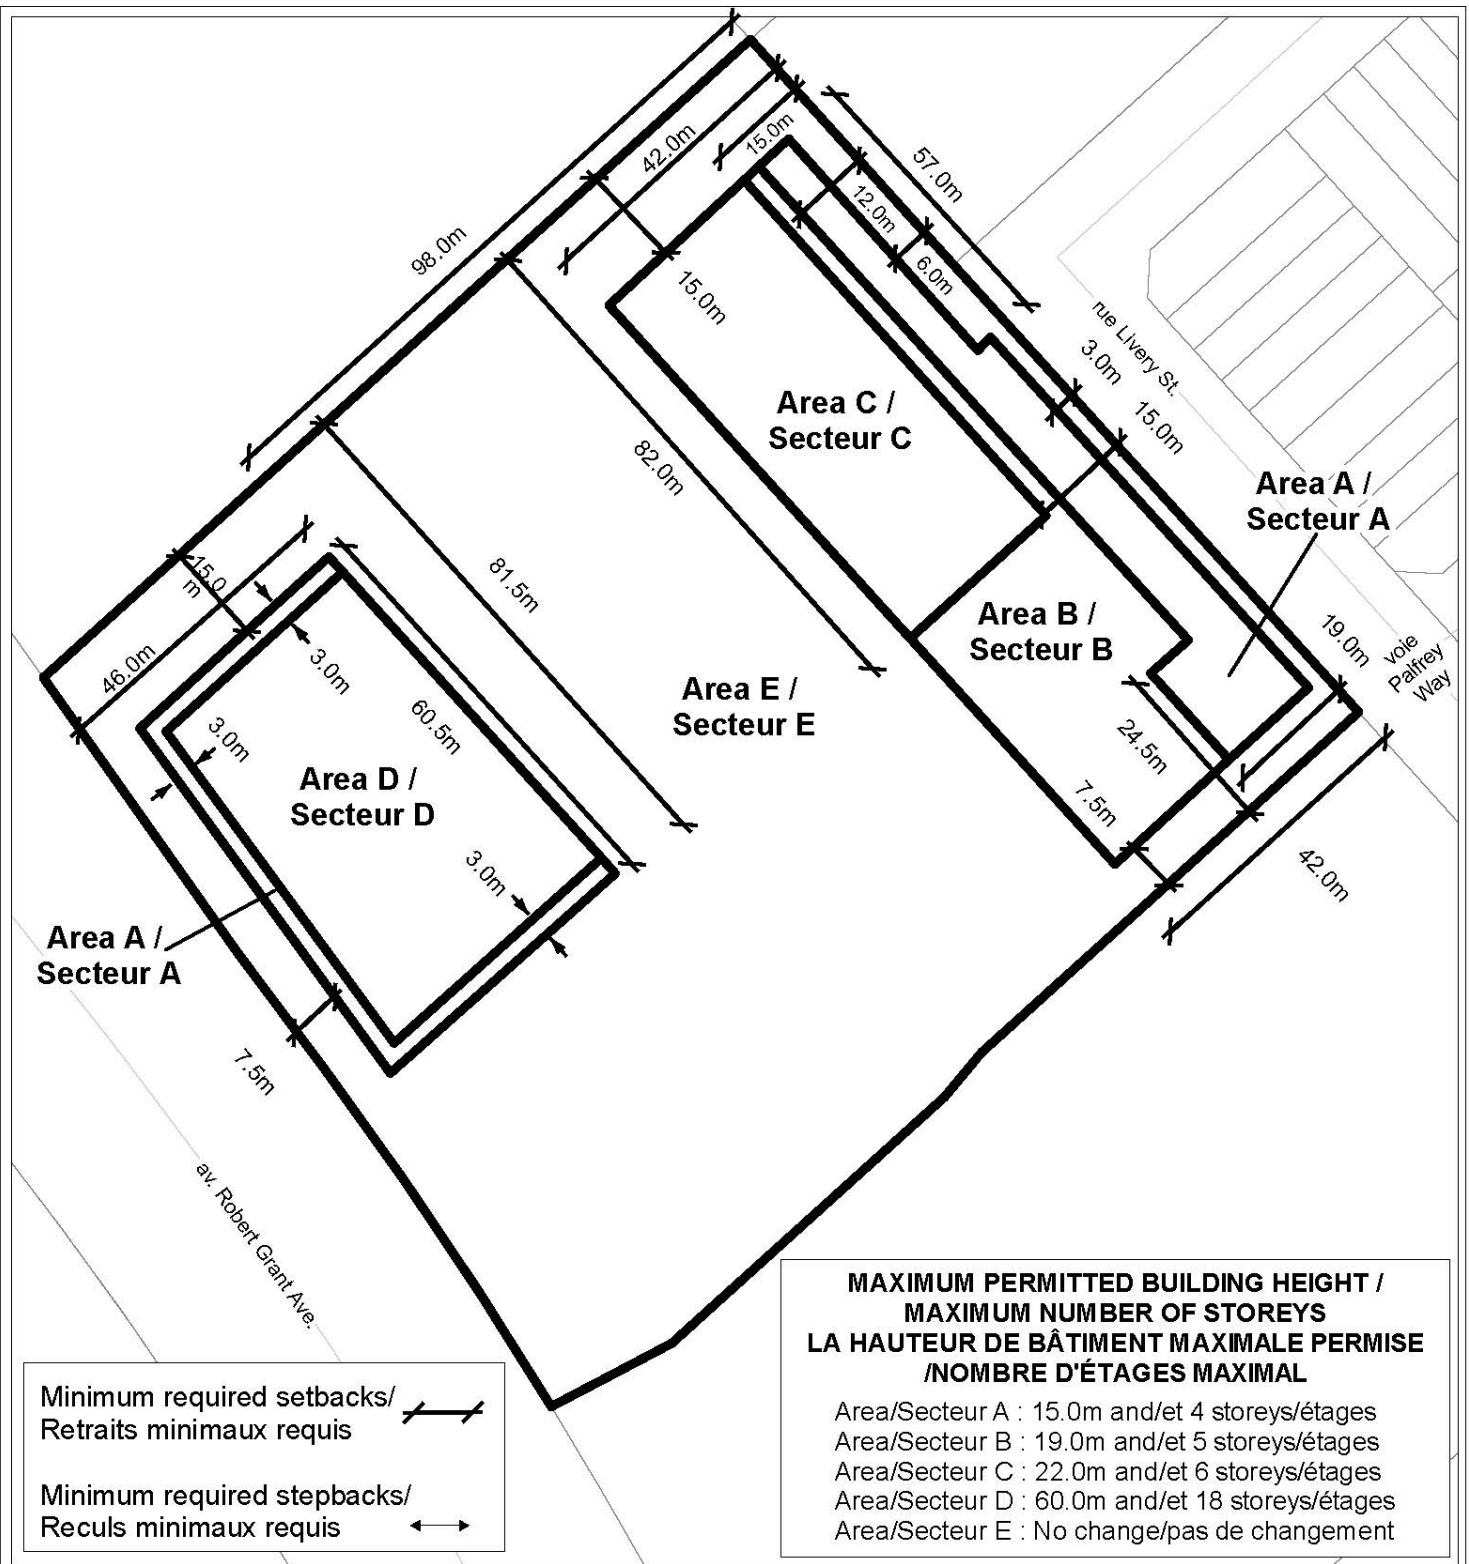 98.0m
42.0m
15.0m
57.0m
12.0m
6.0m
15.0m
rue Livery St.
3.0m
15.0m
Area C /
Secteur C
82.0m
Area A /
Secteur A
81.5m
15.0
m
Area B /
Secteur B
19.0m
voie
Palfrey
Way
46.0m
3.0m
60.5m
Area E /
Secteur E
3.0m
24.5m
Area D /
Secteur D
7.5m
3.0m
42.0m
Area A /
Secteur A
7.5m
av. Robert Grant Ave.
MAXIMUM PERMITTED BUILDING HEIGHT /
MAXIMUM NUMBER OF STOREYS
LA HAUTEUR DE BÂTIMENT MAXIMALE PERMISE
/NOMBRE D'ÉTAGES MAXIMAL
Area/Secteur A : 15.0m and/et 4 storeys/étages
Area/Secteur B : 19.0m and/et 5 storeys/étages
Area/Secteur C : 22.0m and/et 6 storeys/étages
Area/Secteur D : 60.0m and/et 18 storeys/étages
Area/Secteur E : No change/pas de changement
Minimum required setbacks/
Retraits minimaux requis
Minimum required stepbacks/
Reculs minimaux requis